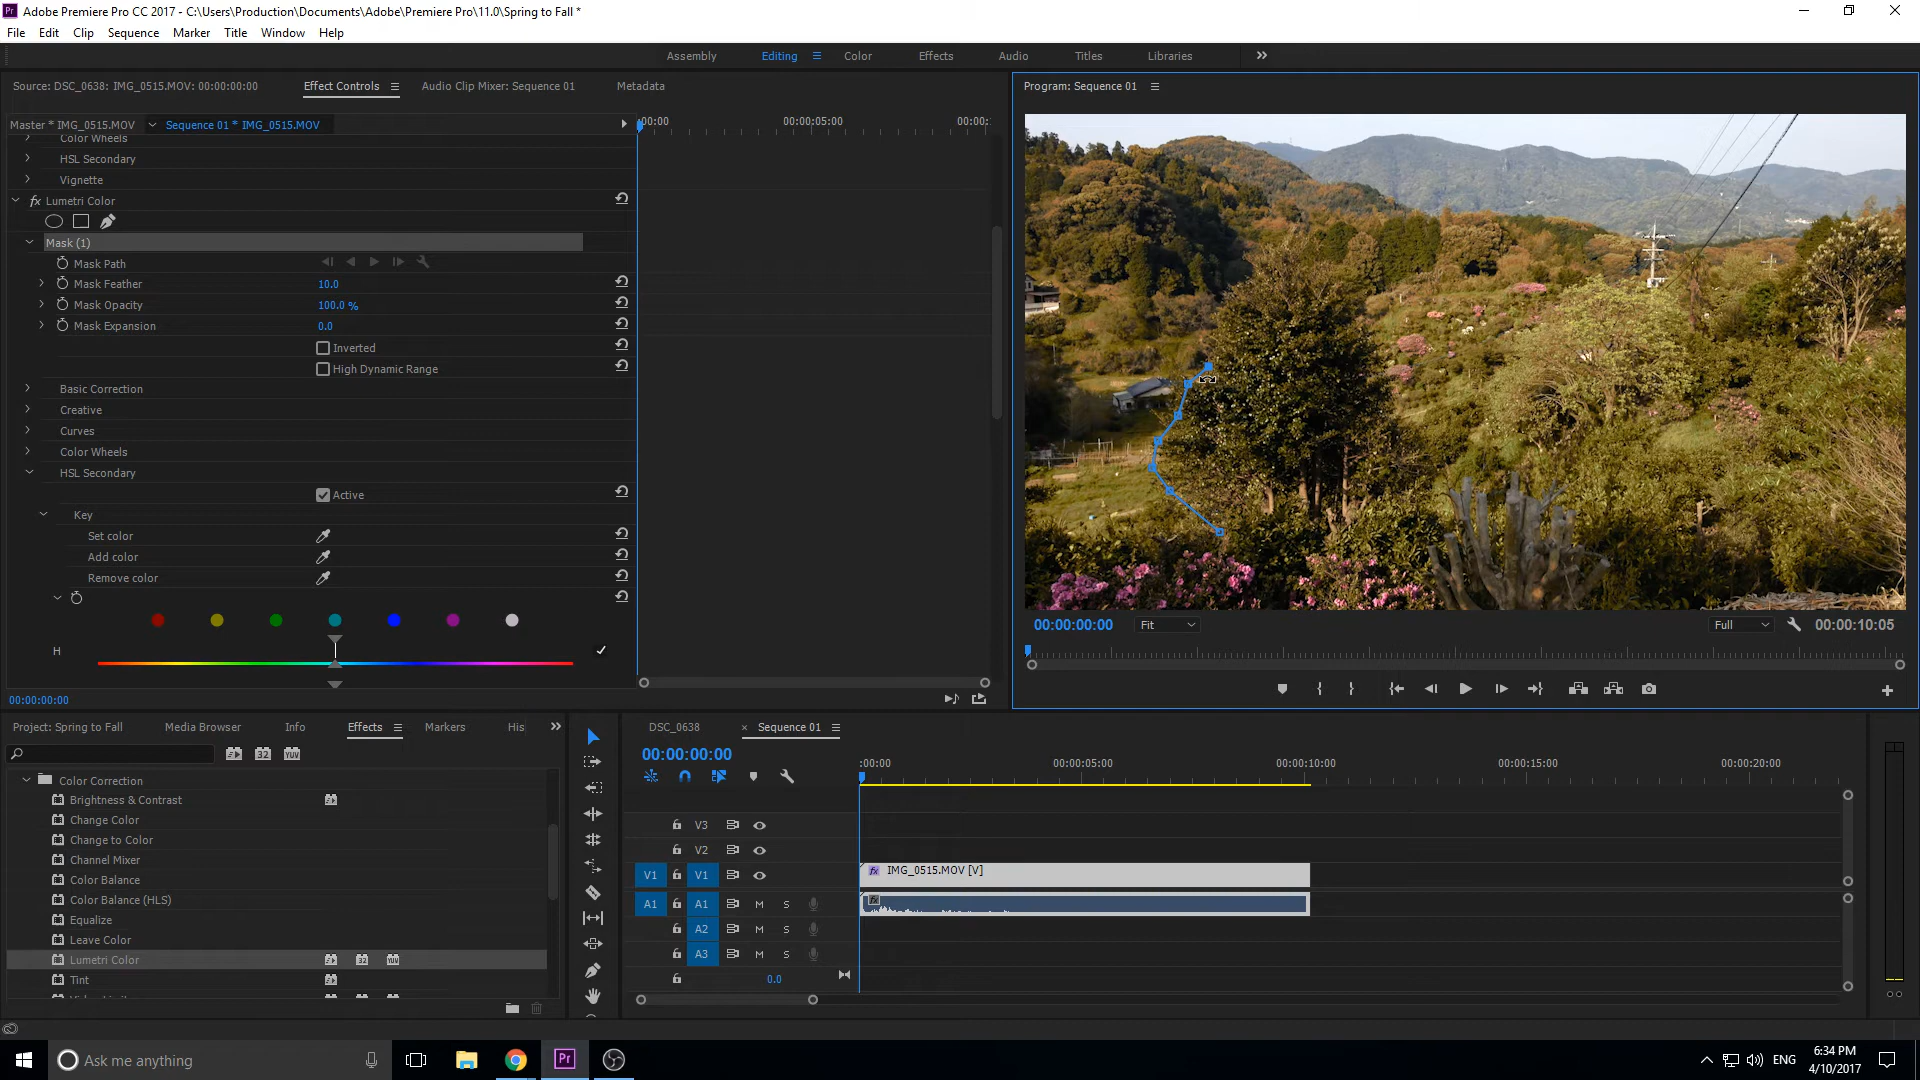 Adobe Premiere Pro CC 2017 - C:\Users\Production\Documents\Adobe\Premiere Pro\11.0\Spring to Fall *
File Edit Clip Sequence Marker Title Window Help
Assembly Editing Color Effects Audio Titles Libraries
Source: DSC_0638: IMG_0515.MOV: 00:00:00:00 Effect Controls Audio Clip Mixer: Sequence 01 Metadata
Program: Sequence 01
Master * IMG_0515.MOV Sequence 01 * IMG_0515.MOV
:00:00 00:00:05:00 00:00:
Color Wheels
HSL Secondary
Vignette
fx Lumetri Color
Mask (1)
Mask Path
Mask Feather 10.0
Mask Opacity 100.0 %
Mask Expansion 0.0
Inverted
High Dynamic Range
Basic Correction
Creative
Curves
Color Wheels
HSL Secondary
Active
Key
Set color
Add color
Remove color
H
00:00:00:00
00:00:00:00 Fit Full 00:00:10:05
Project: Spring to Fall Media Browser Info Effects Markers His
32 YUV
Color Correction
Brightness & Contrast
Change Color
Change to Color
Channel Mixer
Color Balance
Color Balance (HLS)
Equalize
Leave Color
Lumetri Color 32 YUV
Tint
DSC_0638 × Sequence 01
00:00:00:00
:00:00 00:00:05:00 00:00:10:00 00:00:15:00 00:00:20:00
V3
V2
V1 V1 fx IMG_0515.MOV [V]
A1 A1 M S fx
A2 M S
A3 M S
0.0
Ask me anything
Pr
ENG
6:34 PM
4/10/2017